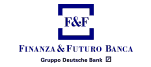 F&F
FINANZA & FUTURO BANCA
Gruppo Deutsche Bank